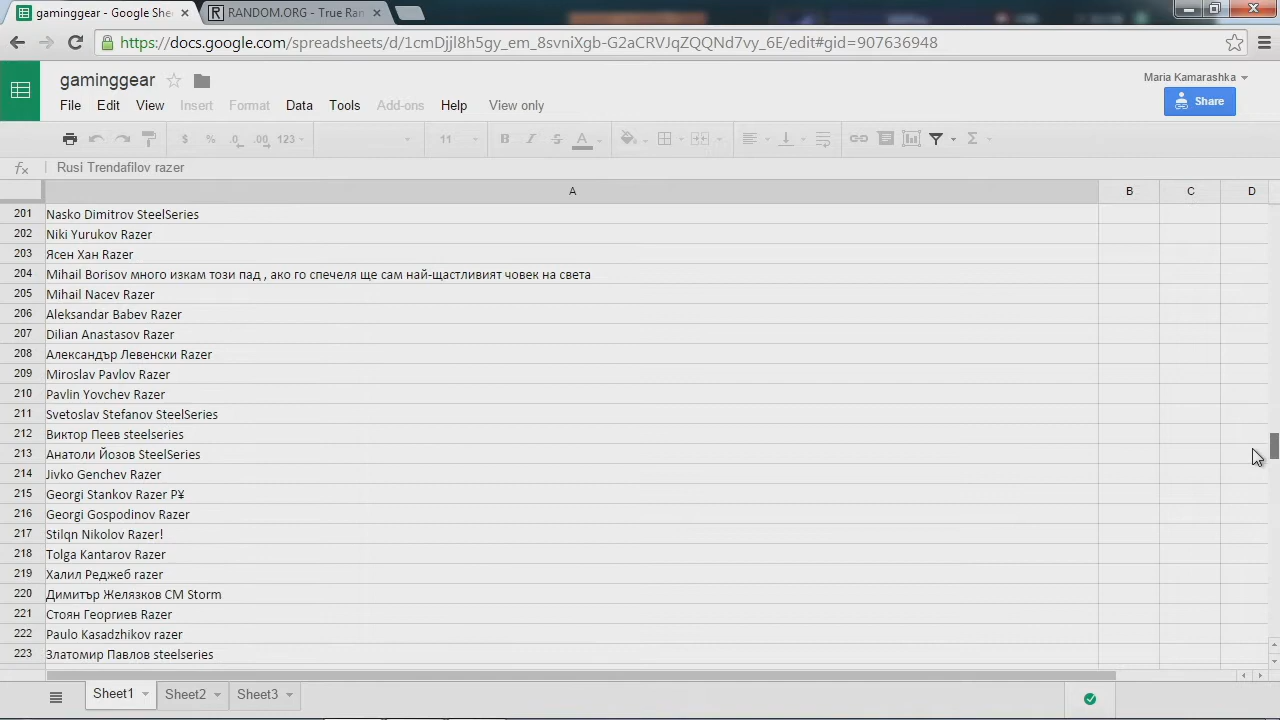 gaminggear - Google She
RANDOM.ORG - True Ran
https://docs.google.com/spreadsheets/d/1cmDjjl8h5gy_em_8svniXgb-G2aCRVJqZQQNd7vy_6E/edit#gid=907636948
gaminggear
Maria Kamarashka
File Edit View Insert Format Data Tools Add-ons Help View only
Share
$ % .0 .00 123 11 B I S A Σ
fx Rusi Trendafilov razer
A B C D
201 Nasko Dimitrov SteelSeries
202 Niki Yurukov Razer
203 Ясен Хан Razer
204 Mihail Borisov много изкам този пад , ако го спечеля ще сам най-щастливият човек на света
205 Mihail Nacev Razer
206 Aleksandar Babev Razer
207 Dilian Anastasov Razer
208 Александър Левенски Razer
209 Miroslav Pavlov Razer
210 Pavlin Yovchev Razer
211 Svetoslav Stefanov SteelSeries
212 Виктор Пеев steelseries
213 Анатоли Йозов SteelSeries
214 Jivko Genchev Razer
215 Georgi Stankov Razer P¥
216 Georgi Gospodinov Razer
217 Stilqn Nikolov Razer!
218 Tolga Kantarov Razer
219 Халил Реджеб razer
220 Димитър Желязков CM Storm
221 Стоян Георгиев Razer
222 Paulo Kasadzhikov razer
223 Златомир Павлов steelseries
Sheet1 Sheet2 Sheet3